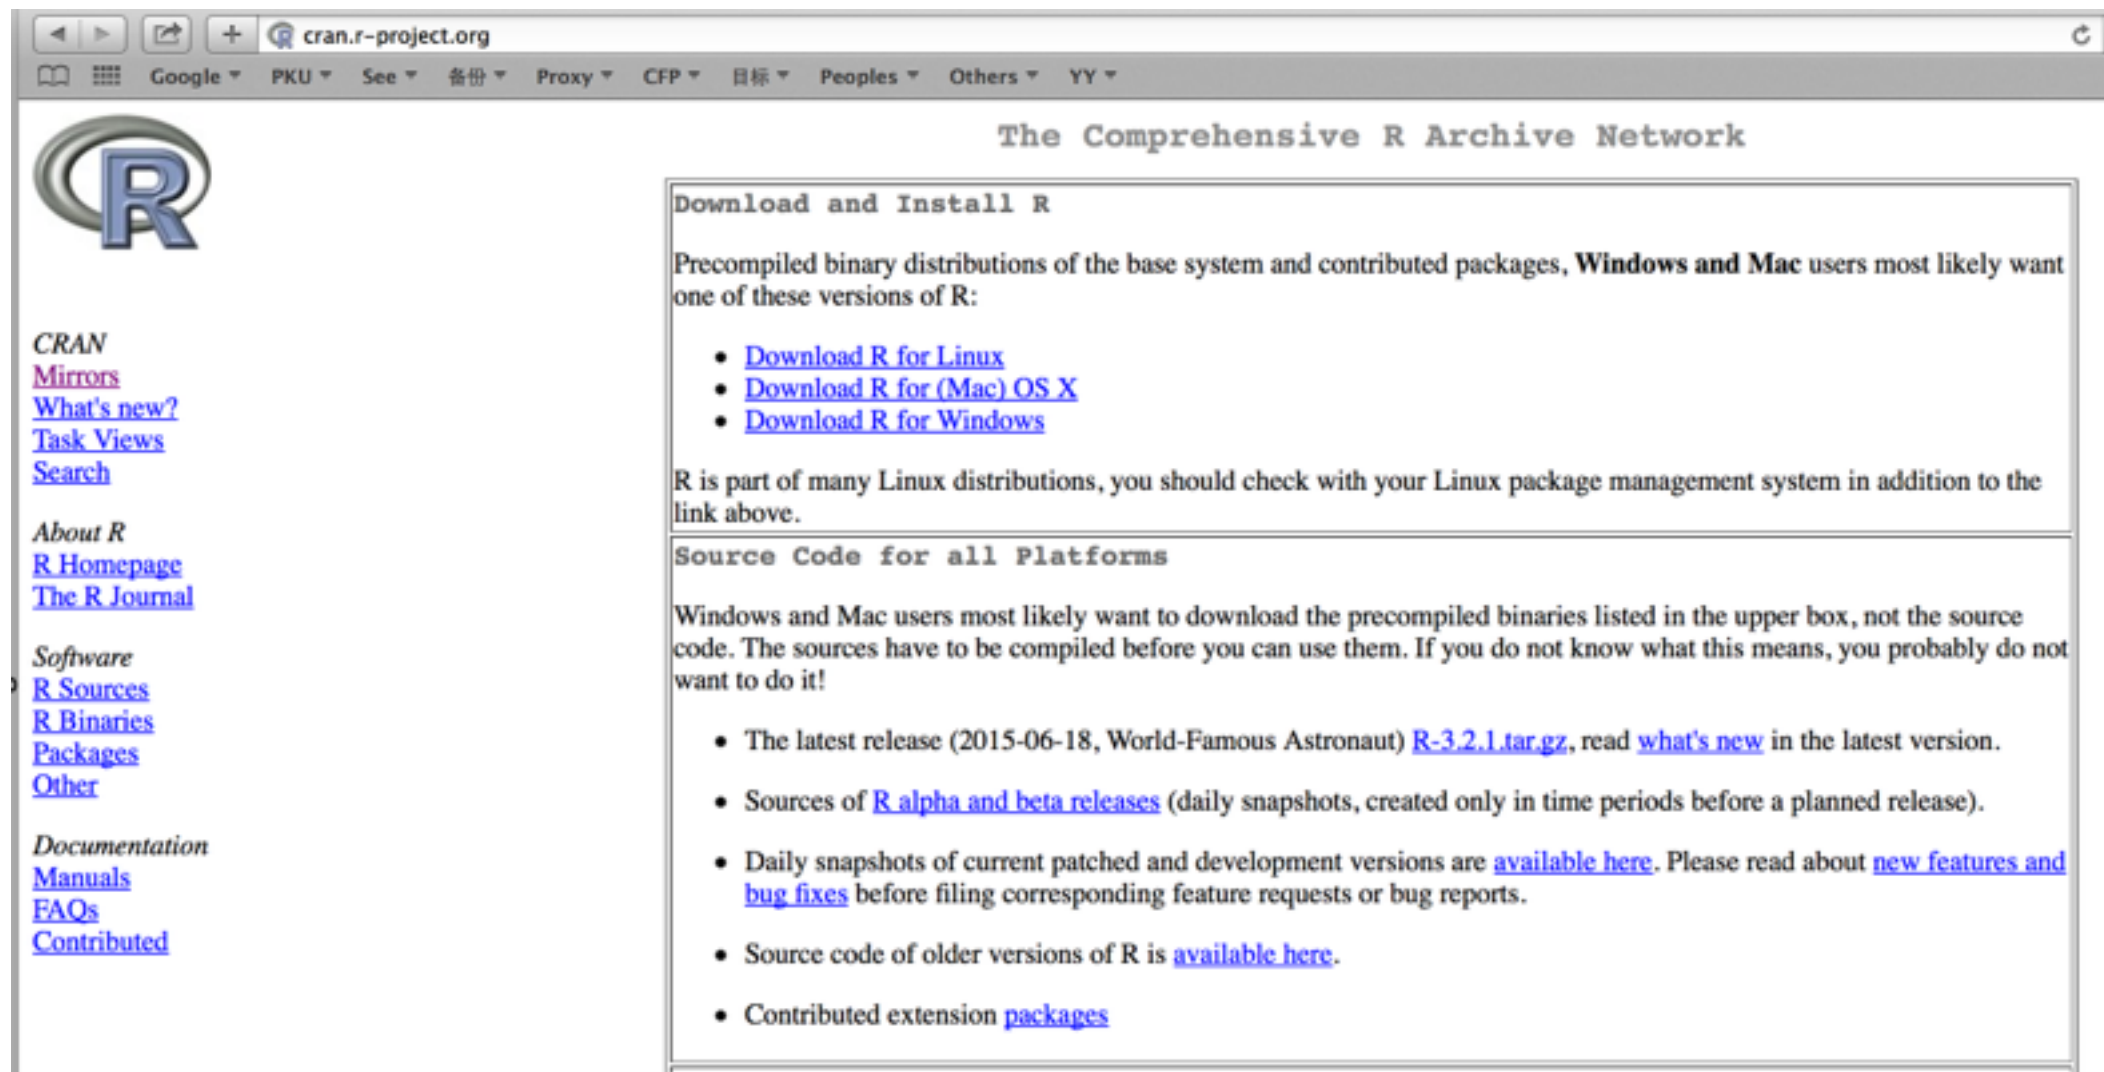 cran.r-project.org
Google PKU See 备份 Proxy CFP 目标 Peoples Others YY
R
CRAN
Mirrors
What's new?
Task Views
Search
About R
R Homepage
The R Journal
Software
R Sources
R Binaries
Packages
Other
Documentation
Manuals
FAQs
Contributed
The Comprehensive R Archive Network
Download and Install R
Precompiled binary distributions of the base system and contributed packages, Windows and Mac users most likely want
one of these versions of R:
• Download R for Linux
• Download R for (Mac) OS X
• Download R for Windows
R is part of many Linux distributions, you should check with your Linux package management system in addition to the
link above.
Source Code for all Platforms
Windows and Mac users most likely want to download the precompiled binaries listed in the upper box, not the source
code. The sources have to be compiled before you can use them. If you do not know what this means, you probably do not
want to do it!
• The latest release (2015-06-18, World-Famous Astronaut) R-3.2.1.tar.gz, read what's new in the latest version.
• Sources of R alpha and beta releases (daily snapshots, created only in time periods before a planned release).
• Daily snapshots of current patched and development versions are available here. Please read about new features and
bug fixes before filing corresponding feature requests or bug reports.
• Source code of older versions of R is available here.
• Contributed extension packages